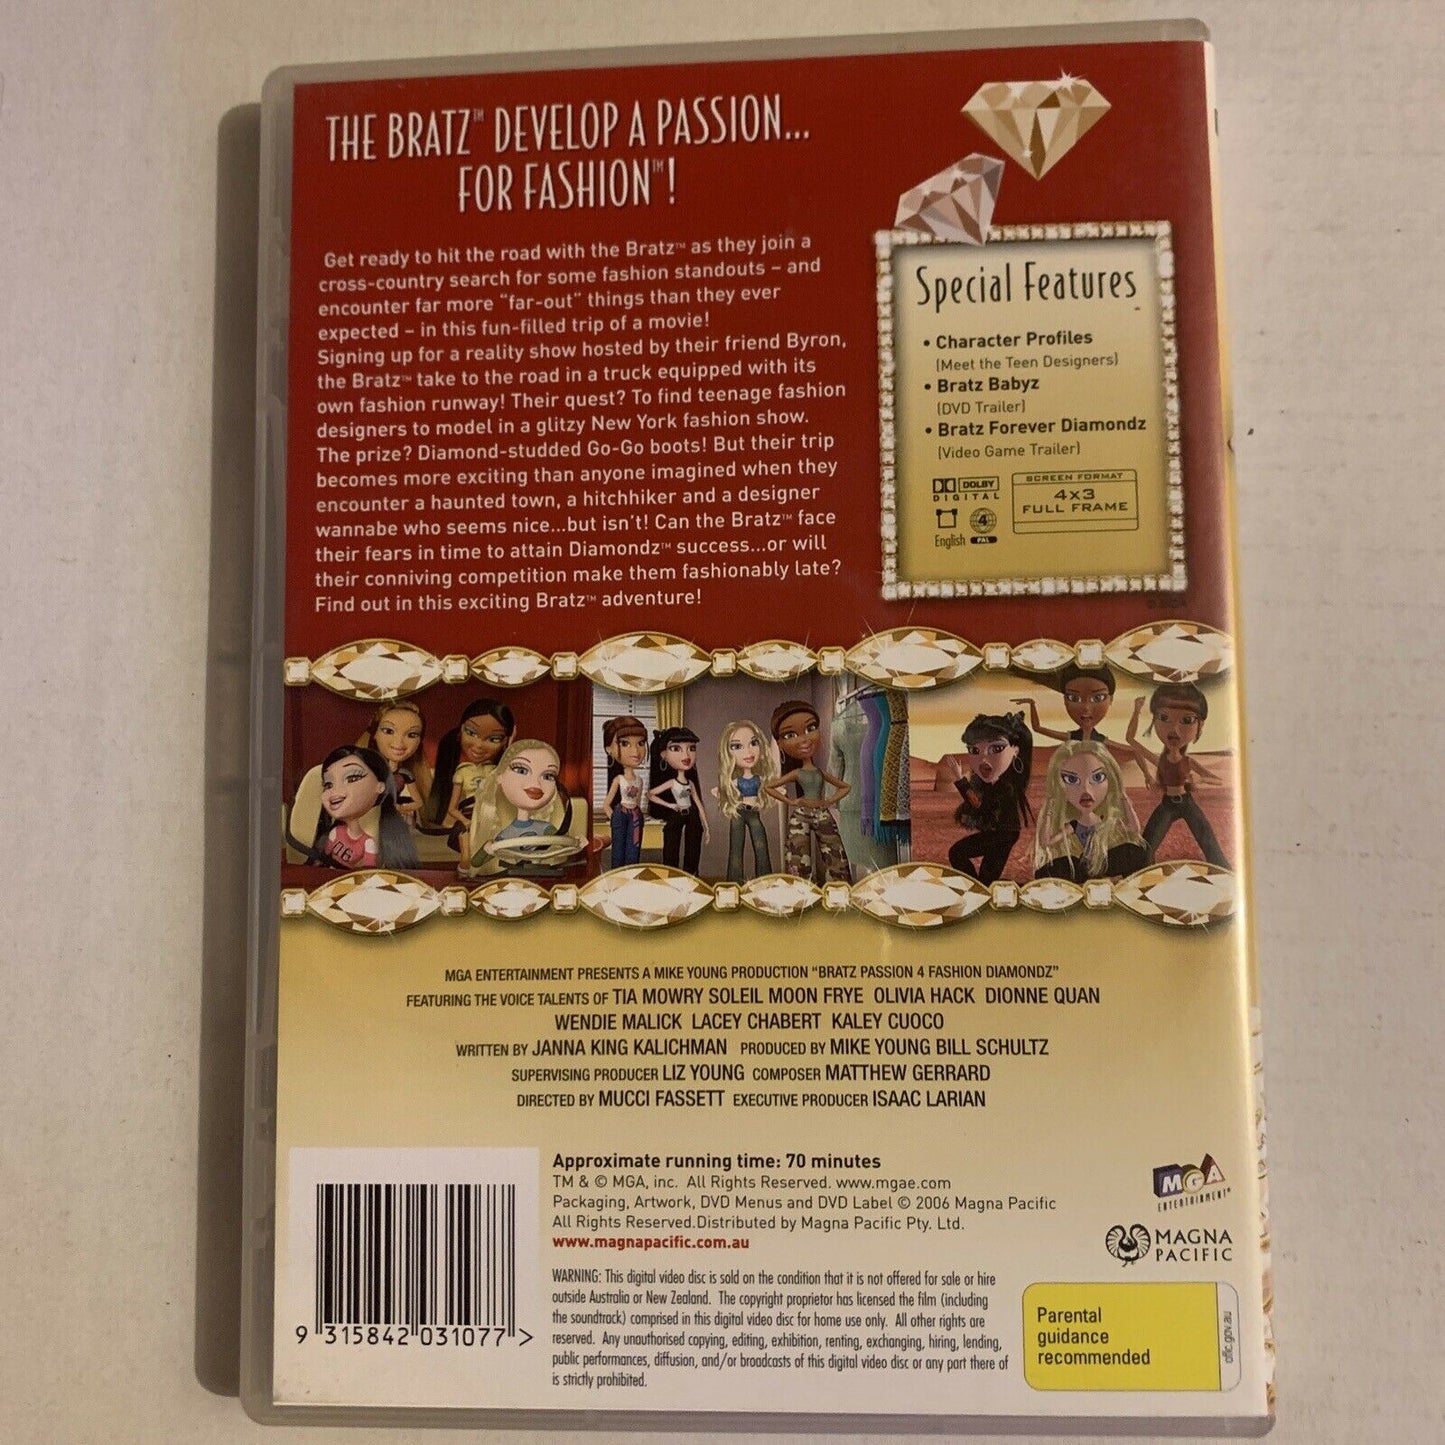 THE BRATZ™ DEVELOP A PASSION...
FOR FASHION™!
Get ready to hit the road with the Bratz™ as they join a
cross-country search for some fashion standouts – and
encounter far more "far-out" things than they ever
expected – in this fun-filled trip of a movie!
Signing up for a reality show hosted by their friend Byron,
the Bratz™ take to the road in a truck equipped with its
own fashion runway! Their quest? To find teenage fashion
designers to model in a glitzy New York fashion show.
The prize? Diamond-studded Go-Go boots! But their trip
becomes more exciting than anyone imagined when they
encounter a haunted town, a hitchhiker and a designer
wannabe who seems nice...but isn't! Can the Bratz™ face
their fears in time to attain Diamondz™ success...or will
their conniving competition make them fashionably late?
Find out in this exciting Bratz™ adventure!
Special Features
• Character Profiles
(Meet the Teen Designers)
• Bratz Babyz
(DVD Trailer)
• Bratz Forever Diamondz
(Video Game Trailer)
DOLBY
DIGITAL
SCREEN FORMAT
4x3
FULL FRAME
4
English PAL
06
MGA ENTERTAINMENT PRESENTS A MIKE YOUNG PRODUCTION "BRATZ PASSION 4 FASHION DIAMONDZ"
FEATURING THE VOICE TALENTS OF TIA MOWRY SOLEIL MOON FRYE OLIVIA HACK DIONNE QUAN
WENDIE MALICK LACEY CHABERT KALEY CUOCO
WRITTEN BY JANNA KING KALICHMAN PRODUCED BY MIKE YOUNG BILL SCHULTZ
SUPERVISING PRODUCER LIZ YOUNG COMPOSER MATTHEW GERRARD
DIRECTED BY MUCCI FASSETT EXECUTIVE PRODUCER ISAAC LARIAN
Approximate running time: 70 minutes
TM & © MGA, inc. All Rights Reserved. www.mgae.com
Packaging, Artwork, DVD Menus and DVD Label © 2006 Magna Pacific
All Rights Reserved.Distributed by Magna Pacific Pty. Ltd.
www.magnapacific.com.au
WARNING: This digital video disc is sold on the condition that it is not offered for sale or hire
outside Australia or New Zealand. The copyright proprietor has licensed the film (including
the soundtrack) comprised in this digital video disc for home use only. All other rights are
reserved. Any unauthorised copying, editing, exhibition, renting, exchanging, hiring, lending,
public performances, diffusion, and/or broadcasts of this digital video disc or any part there of
is strictly prohibited.
9 315842 031077 >
MGA
ENTERTAINMENT®
MAGNA
PACIFIC
Parental
guidance
recommended
oflc.gov.au